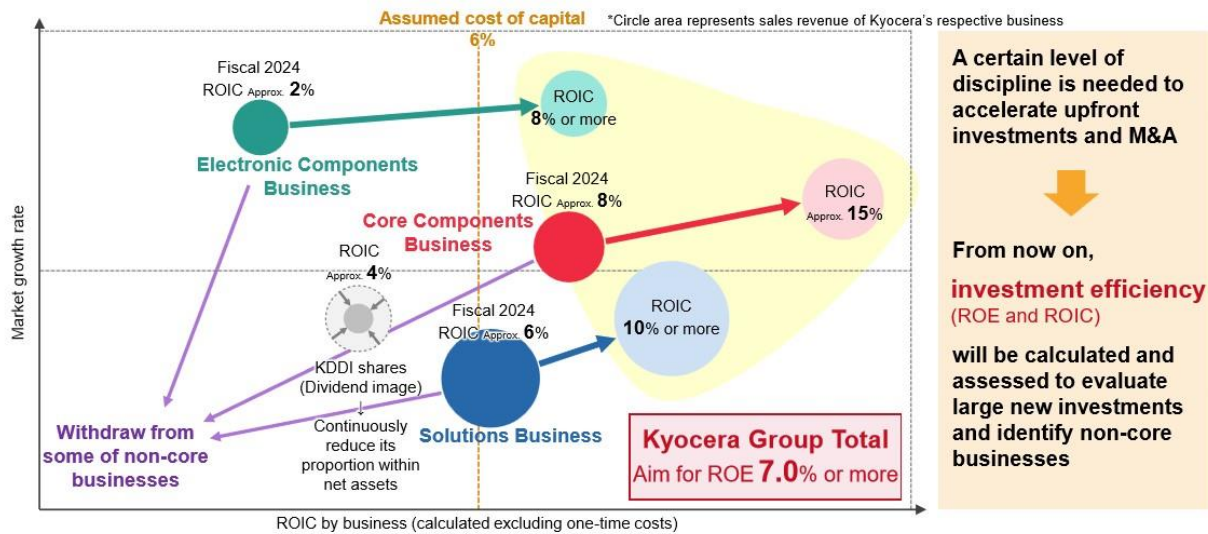 Assumed cost of capital
6%
*Circle area represents sales revenue of Kyocera's respective business
Market growth rate
Fiscal 2024
ROIC Approx. 2%
Electronic Components
Business
ROIC
8% or more
Fiscal 2024
ROIC Approx. 8%
Core Components
Business
ROIC
Approx. 15%
ROIC
Approx. 4%
KDDI shares
(Dividend image)
↓
Continuously
reduce its
proportion within
net assets
Fiscal 2024
ROIC Approx. 6%
Solutions Business
ROIC
10% or more
Withdraw from
some of non-core
businesses
Kyocera Group Total
Aim for ROE 7.0% or more
ROIC by business (calculated excluding one-time costs)
A certain level of
discipline is needed to
accelerate upfront
investments and M&A
From now on,
investment efficiency
(ROE and ROIC)
will be calculated and
assessed to evaluate
large new investments
and identify non-core
businesses